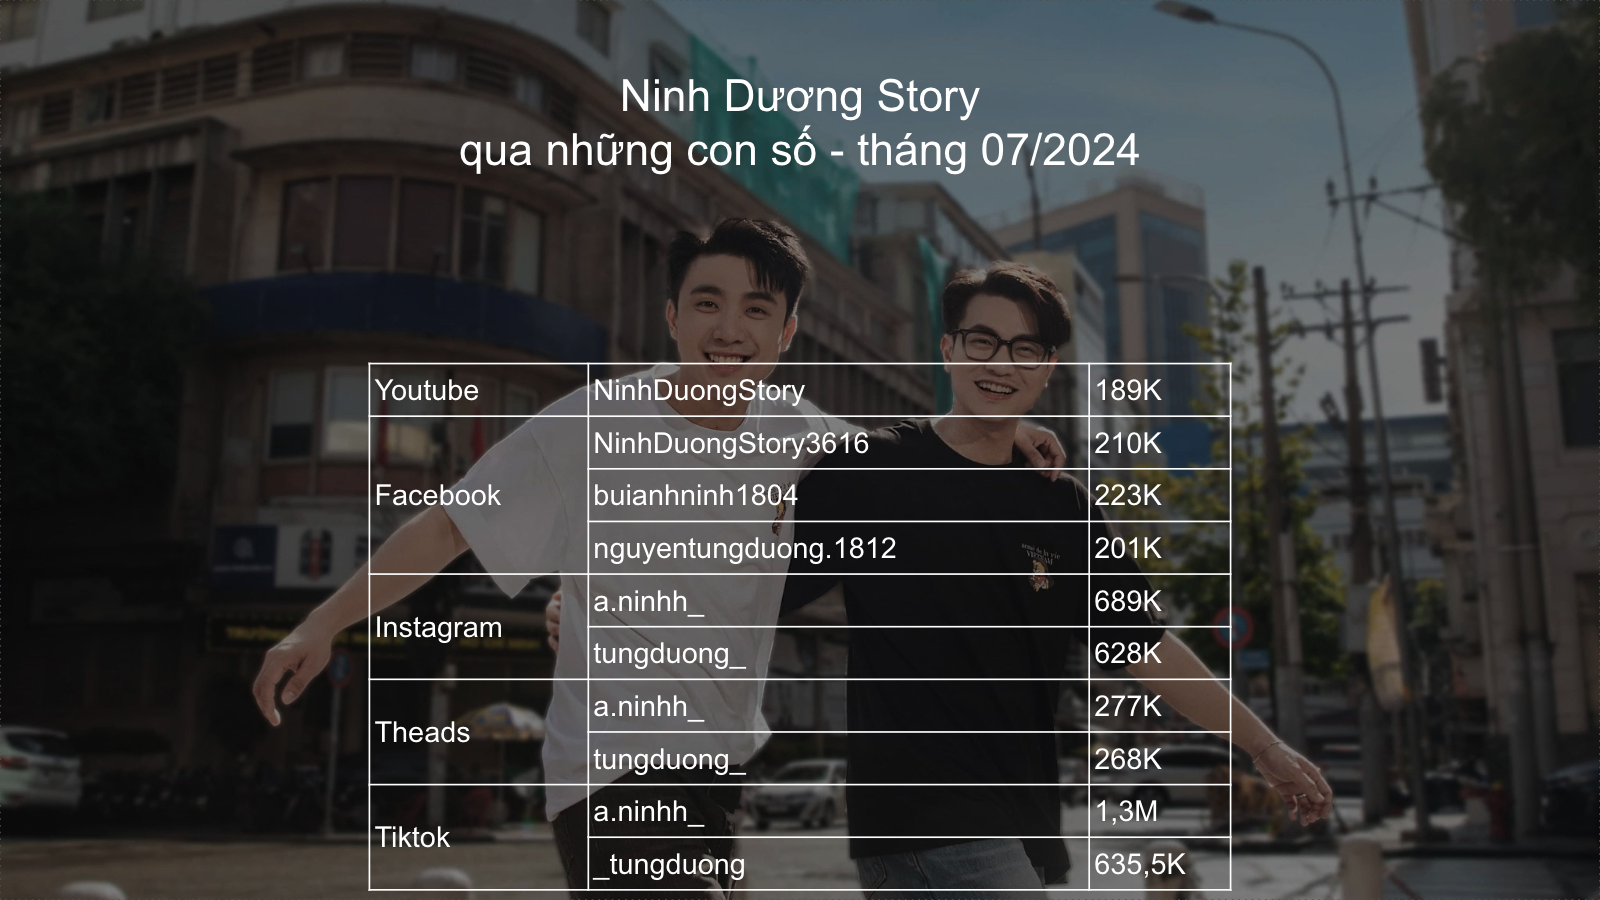 Ninh Dương Story
qua những con số - tháng 07/2024
Youtube NinhDuongStory 189K
Facebook NinhDuongStory3616 210K
buianhninh1804 223K
nguyentungduong.1812 201K
Instagram a.ninhh_ 689K
tungduong_ 628K
Theads a.ninhh_ 277K
tungduong_ 268K
Tiktok a.ninhh_ 1,3M
_tungduong 635,5K